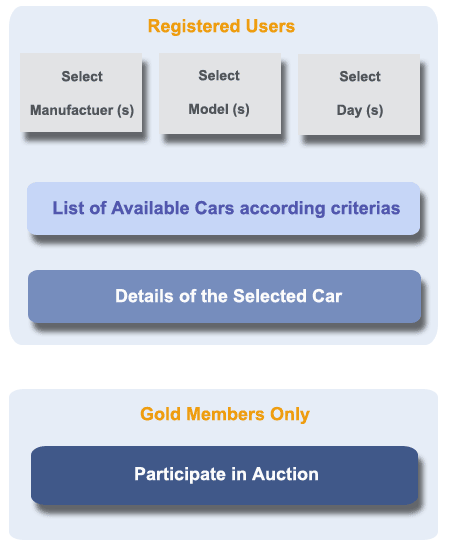 Registered Users
Select
Manufactuer (s)
Select
Model (s)
Select
Day (s)
List of Available Cars according criterias
Details of the Selected Car
Gold Members Only
Participate in Auction